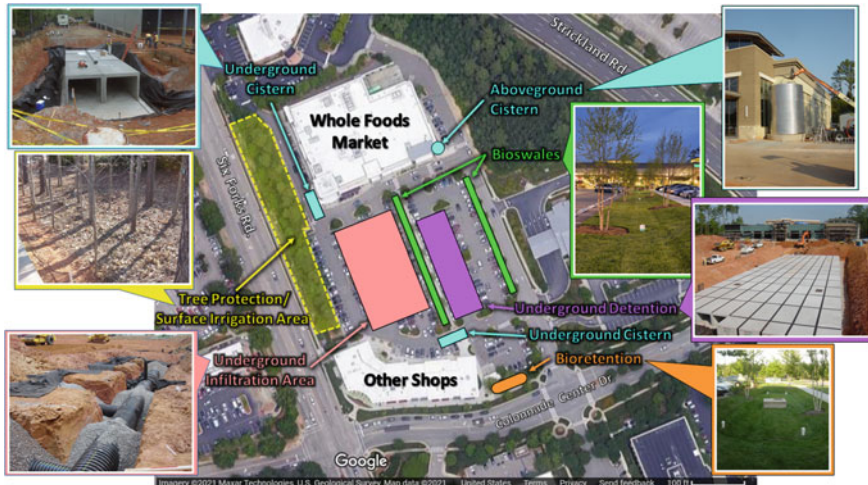 Underground
Cistern
Strickland Rd
Aboveground
Cistern
Whole Foods
Market
Bioswales
Six Forks Rd.
Tree Protection/
Surface Irrigation Area
Underground Detention
Underground Cistern
Underground
Infiltration Area
Bioretention
Other Shops
Colonnade Center Dr
Google
Imagery ©2021 Maxar Technologies, U.S. Geological Survey, Map data ©2021 United States Terms Privacy Send feedback 100 ft